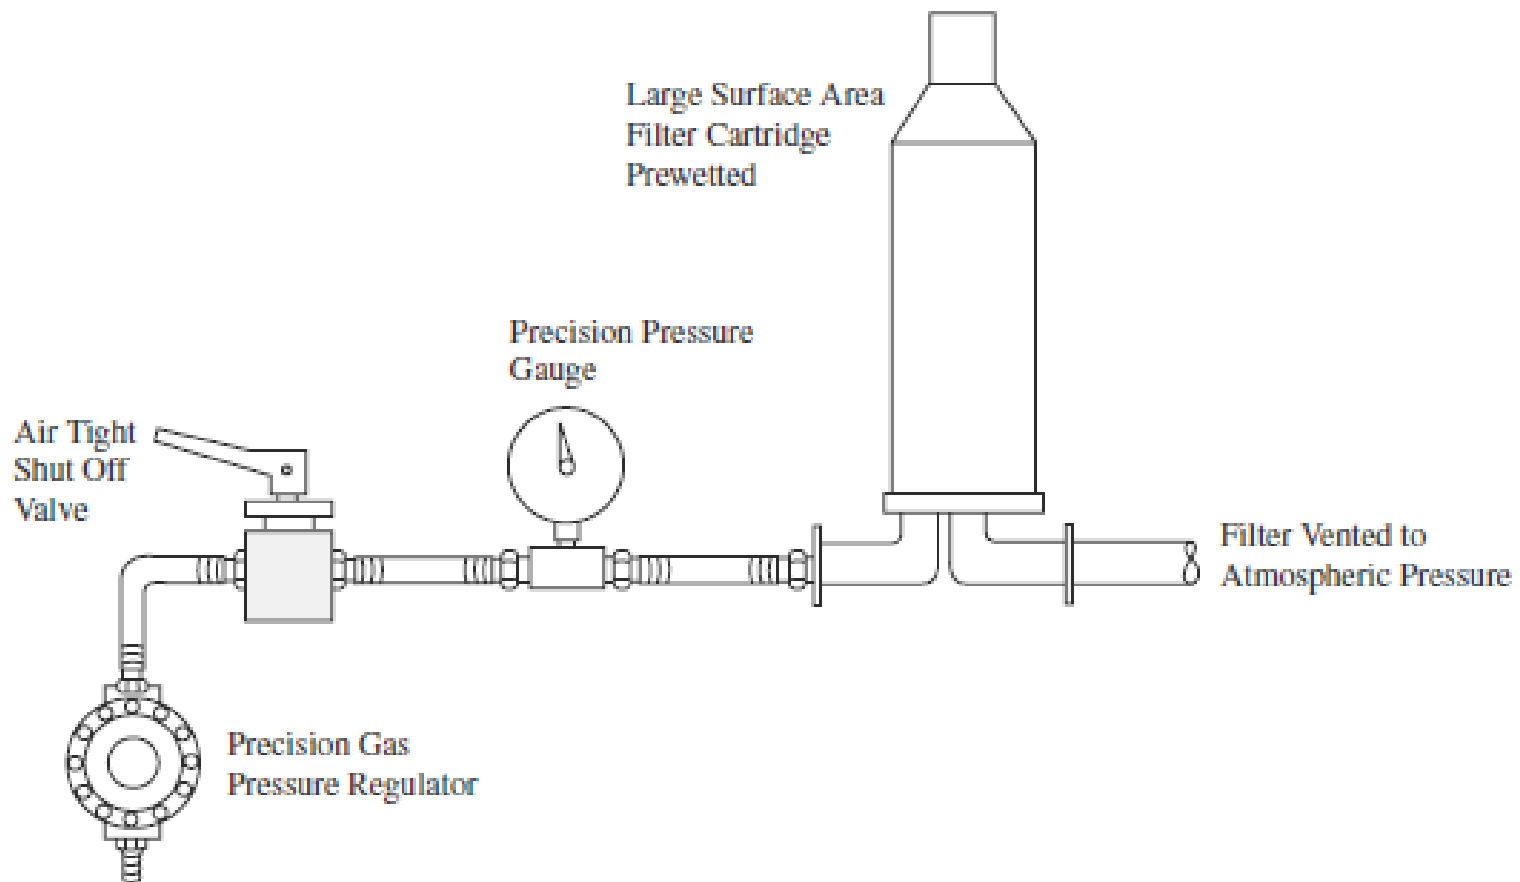 Large Surface Area
Filter Cartridge
Prewetted
Precision Pressure
Gauge
Air Tight
Shut Off
Valve
Filter Vented to
Atmospheric Pressure
Precision Gas
Pressure Regulator